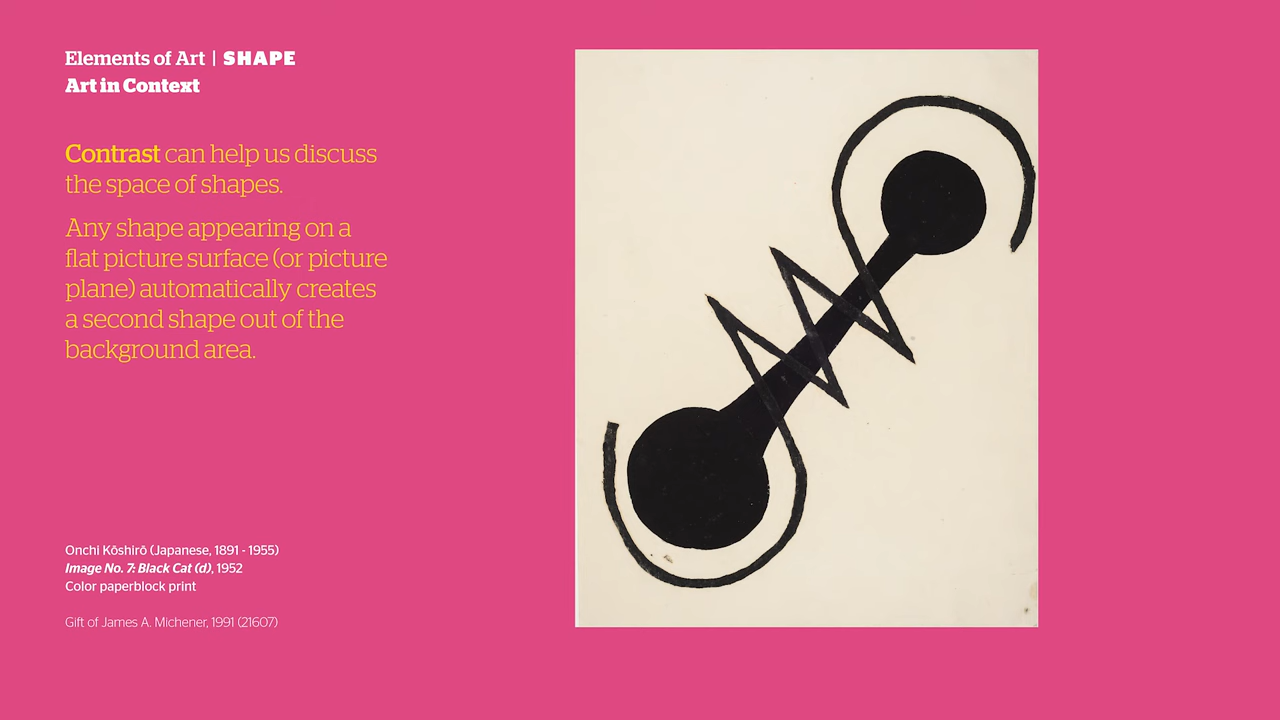 Elements of Art | SHAPE
Art in Context
Contrast can help us discuss
the space of shapes.
Any shape appearing on a
flat picture surface (or picture
plane) automatically creates
a second shape out of the
background area.
Onchi Kōshirō (Japanese, 1891 - 1955)
Image No. 7: Black Cat (d), 1952
Color paperblock print
Gift of James A. Michener, 1991 (21607)